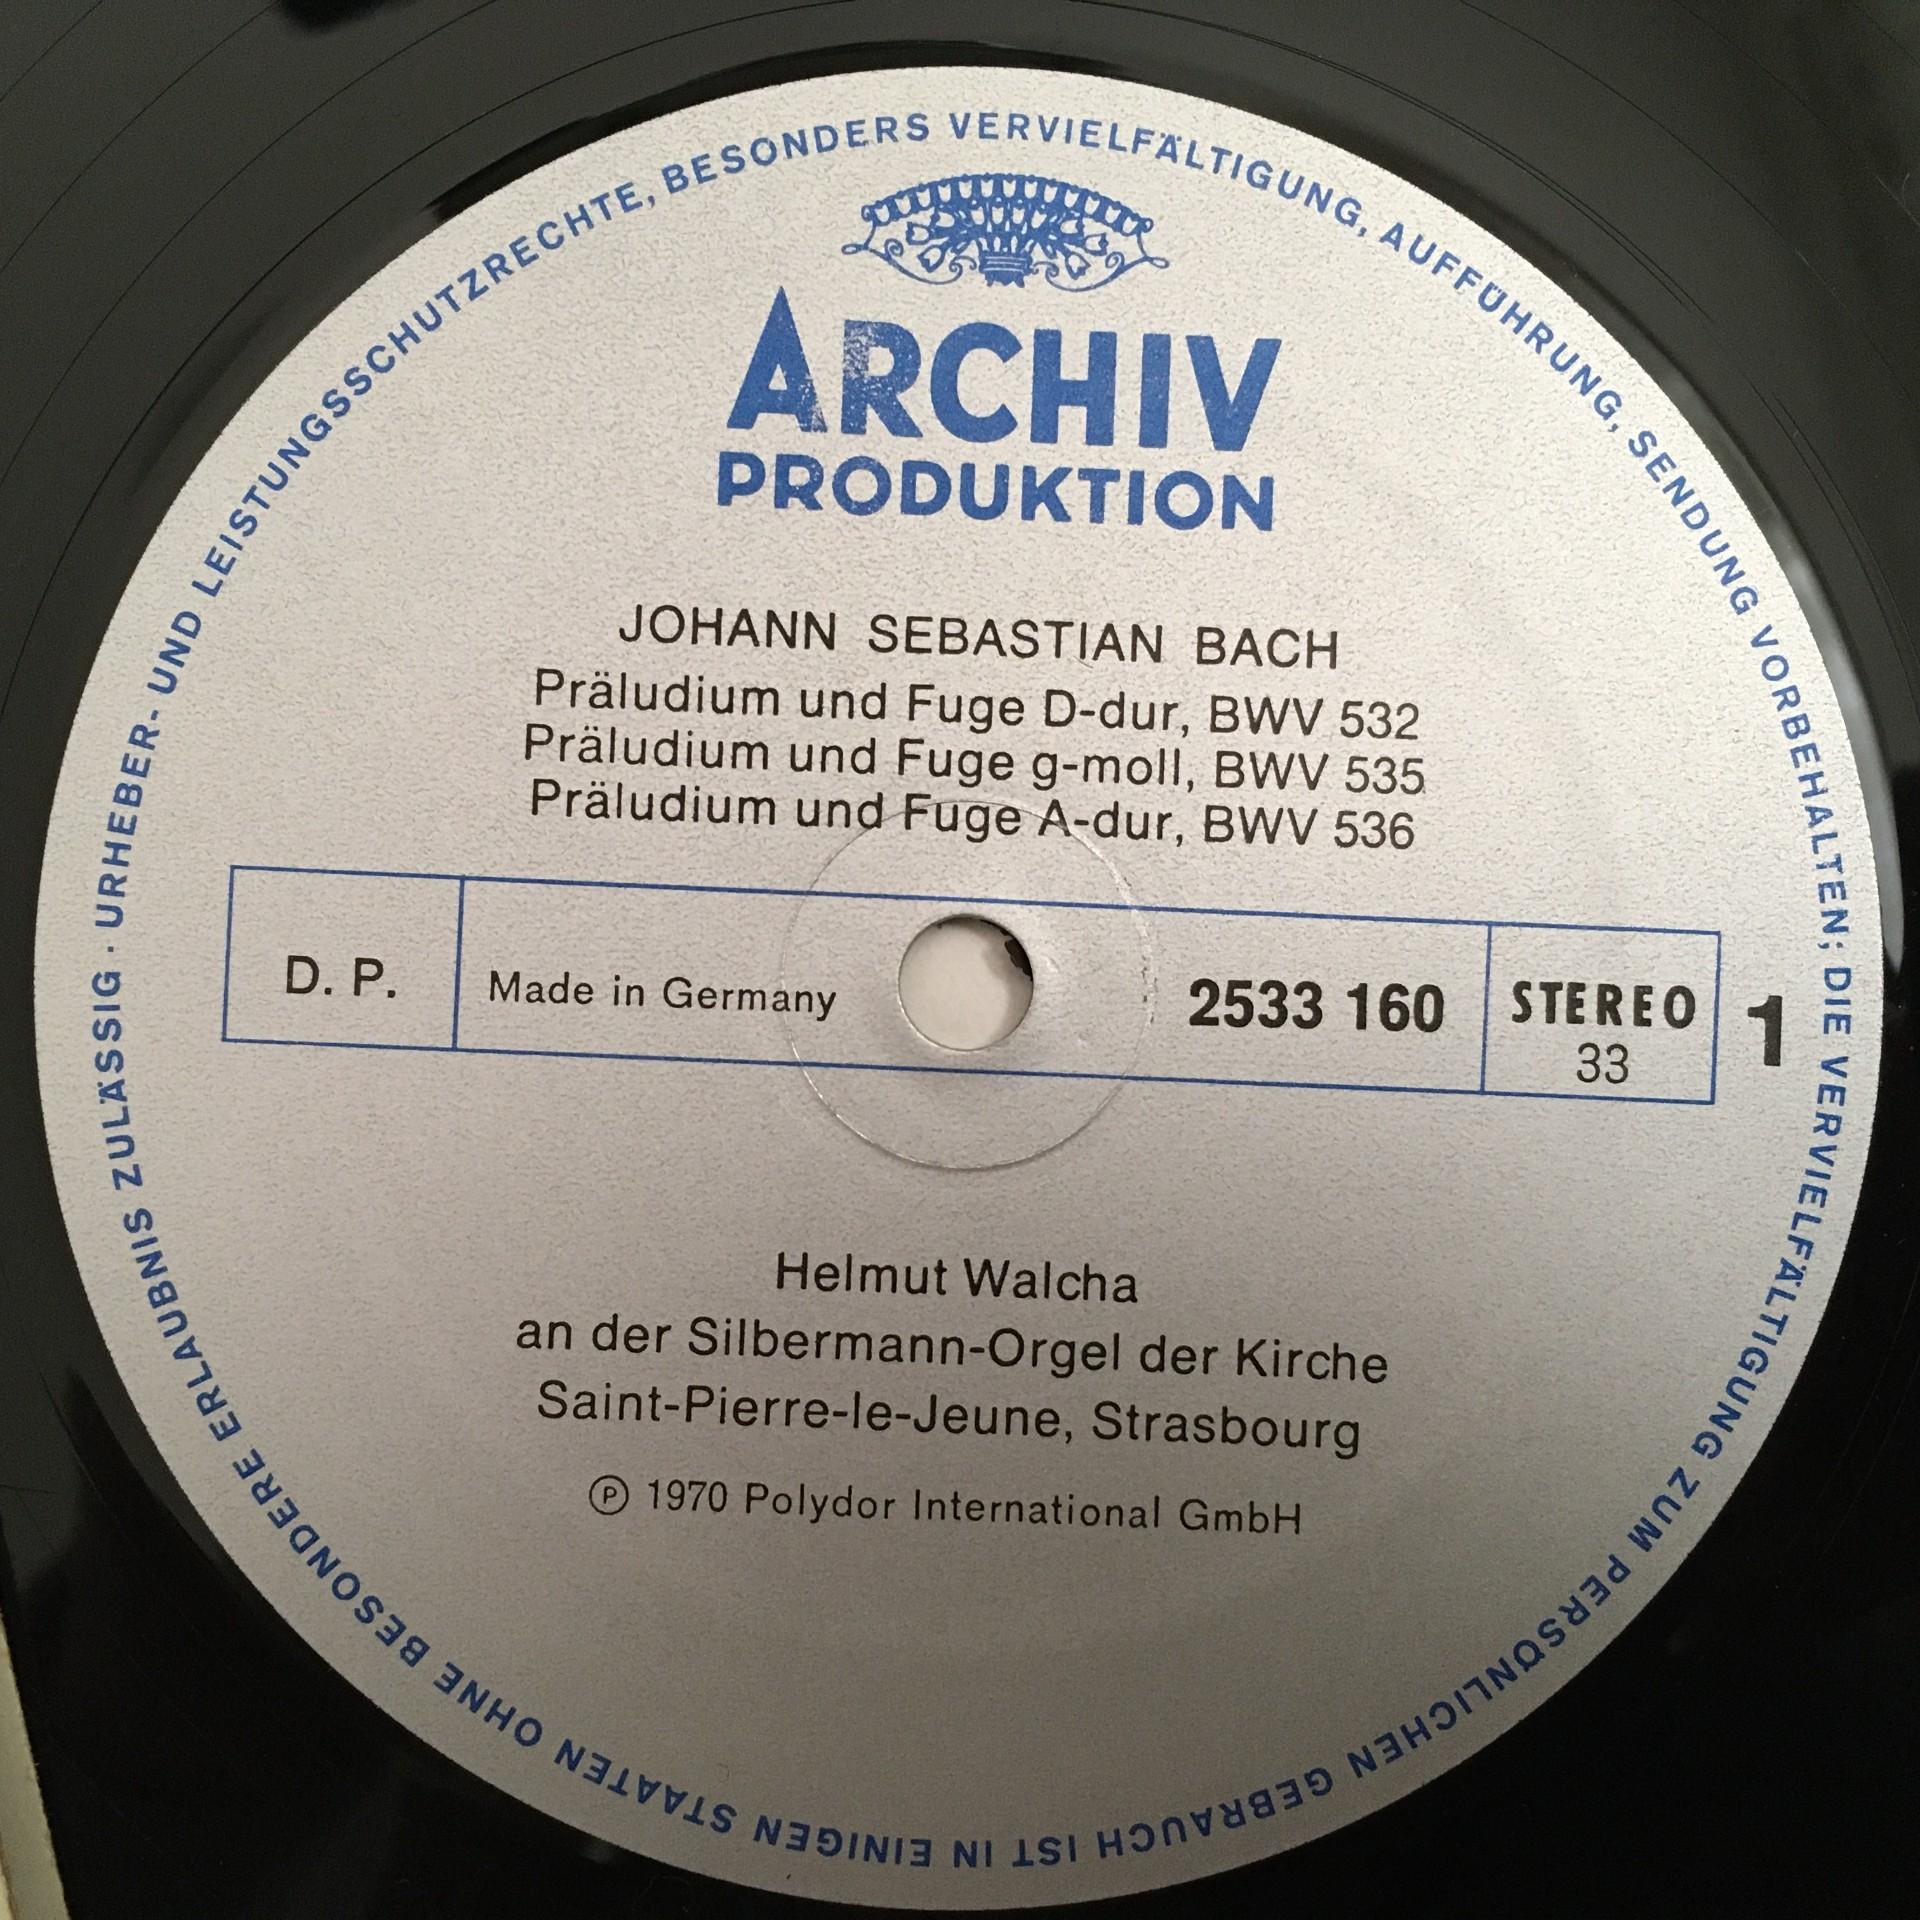 URHEBER- UND LEISTUNGSSCHUTZRECHTE, BESONDERS VERVIELFÄLTIGUNG, AUFFÜHRUNG, SENDUNG VORBEHALTEN; DIE VERVIELFÄLTIGUNG ZUM PERSÖNLICHEN GEBRAUCH IST IN EINIGEN STAATEN OHNE BESONDERE ERLAUBNIS ZULÄSSIG ·
ARCHIV
PRODUKTION
JOHANN SEBASTIAN BACH
Präludium und Fuge D-dur, BWV 532
Präludium und Fuge g-moll, BWV 535
Präludium und Fuge A-dur, BWV 536
D. P. Made in Germany 2533 160 STEREO 1
33
Helmut Walcha
an der Silbermann-Orgel der Kirche
Saint-Pierre-le-Jeune, Strasbourg
℗ 1970 Polydor International GmbH